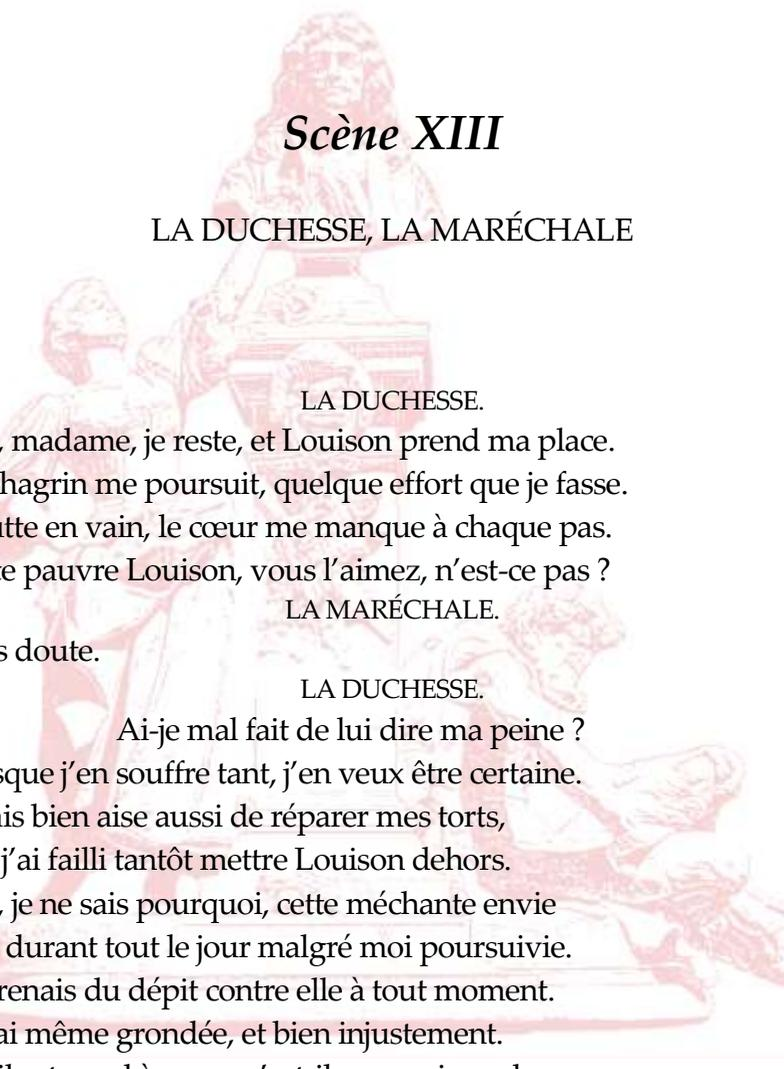 Scène XIII
LA DUCHESSE, LA MARÉCHALE
LA DUCHESSE.
, madame, je reste, et Louison prend ma place.
hagrin me poursuit, quelque effort que je fasse.
tte en vain, le cœur me manque à chaque pas.
e pauvre Louison, vous l’aimez, n’est-ce pas ?
LA MARÉCHALE.
s doute.
LA DUCHESSE.
Ai-je mal fait de lui dire ma peine ?
sque j’en souffre tant, j’en veux être certaine.
is bien aise aussi de réparer mes torts,
j’ai failli tantôt mettre Louison dehors.
, je ne sais pourquoi, cette méchante envie
durant tout le jour malgré moi poursuivie.
renais du dépit contre elle à tout moment.
ai même grondée, et bien injustement.